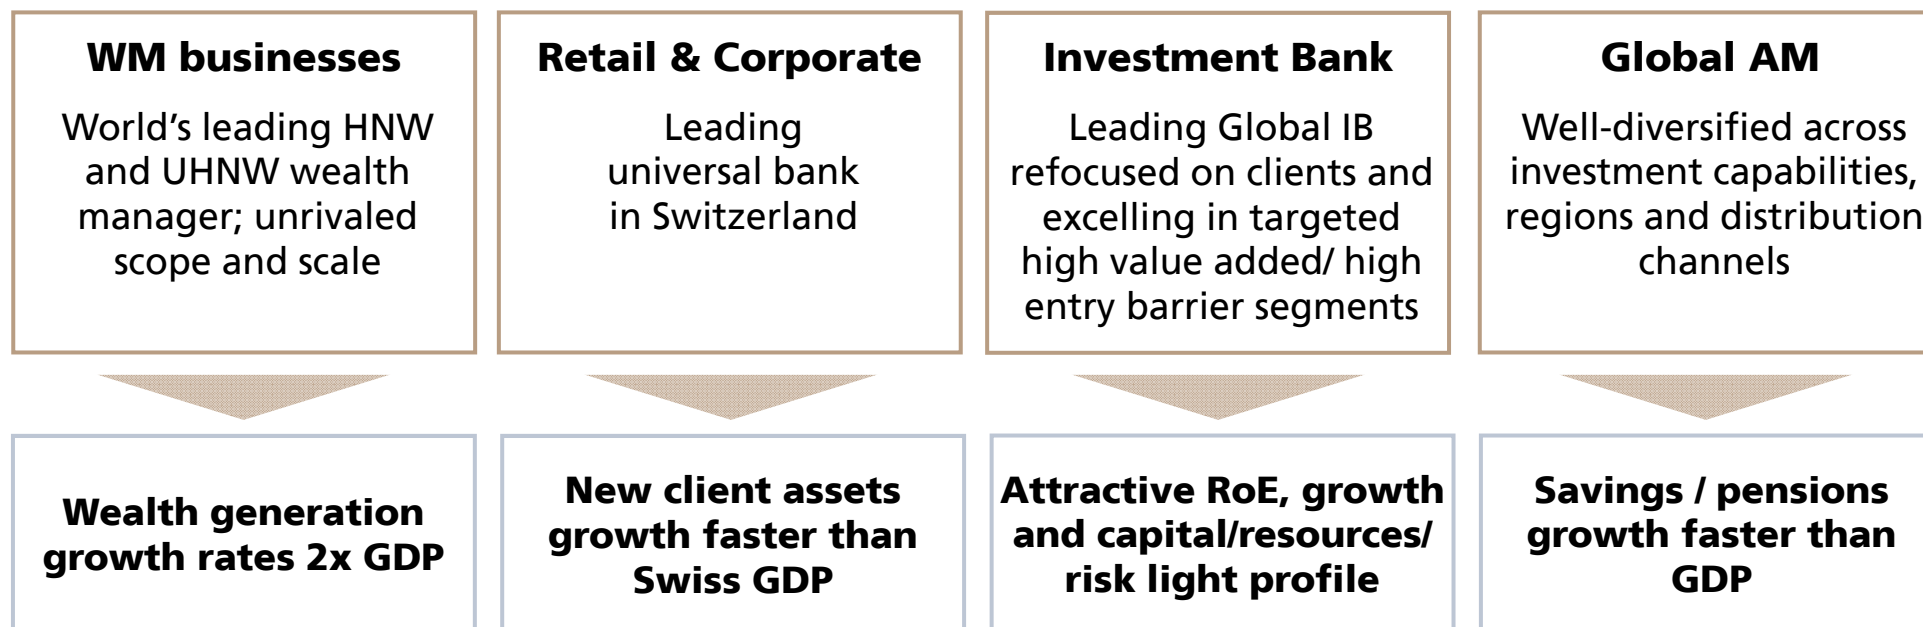 WM businesses
World's leading HNW
and UHNW wealth
manager; unrivaled
scope and scale
Retail & Corporate
Leading
universal bank
in Switzerland
Investment Bank
Leading Global IB
refocused on clients and
excelling in targeted
high value added/ high
entry barrier segments
Global AM
Well-diversified across
investment capabilities,
regions and distribution
channels
Wealth generation
growth rates 2x GDP
New client assets
growth faster than
Swiss GDP
Attractive RoE, growth
and capital/resources/
risk light profile
Savings / pensions
growth faster than
GDP